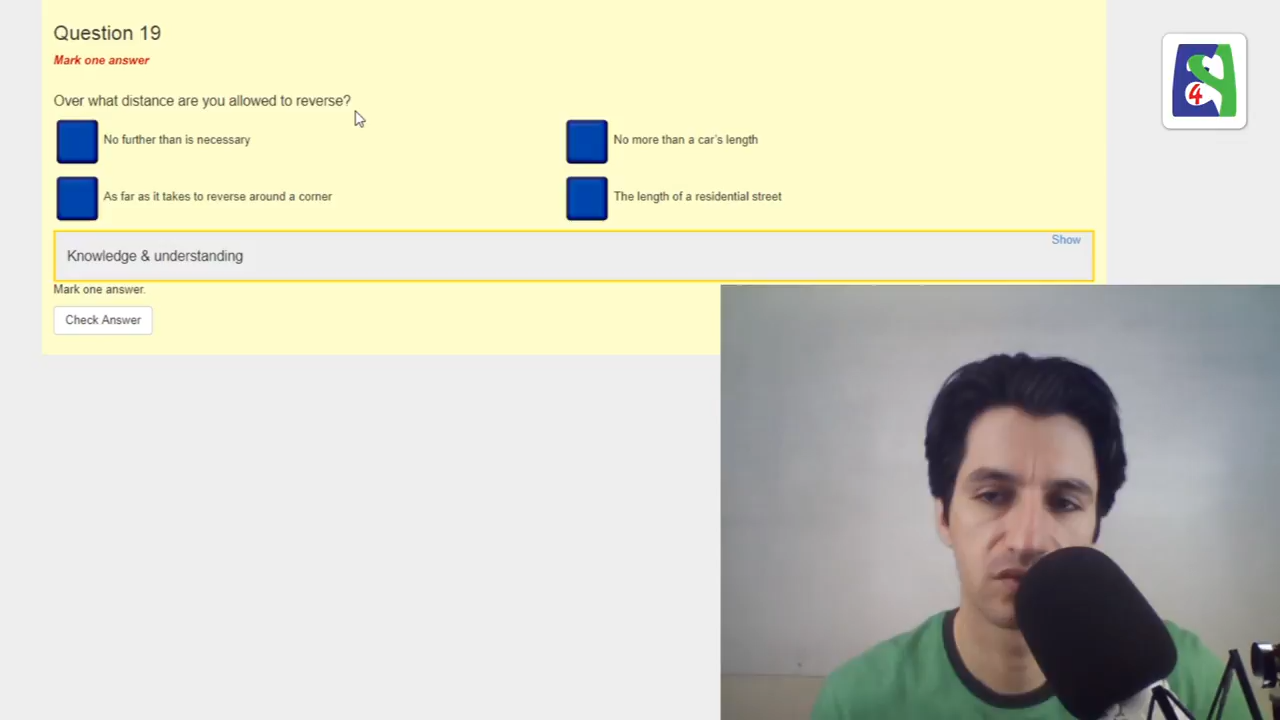 Question 19
Mark one answer
Over what distance are you allowed to reverse?
No further than is necessary
No more than a car's length
As far as it takes to reverse around a corner
The length of a residential street
Show
Knowledge & understanding
Mark one answer.
Check Answer
4